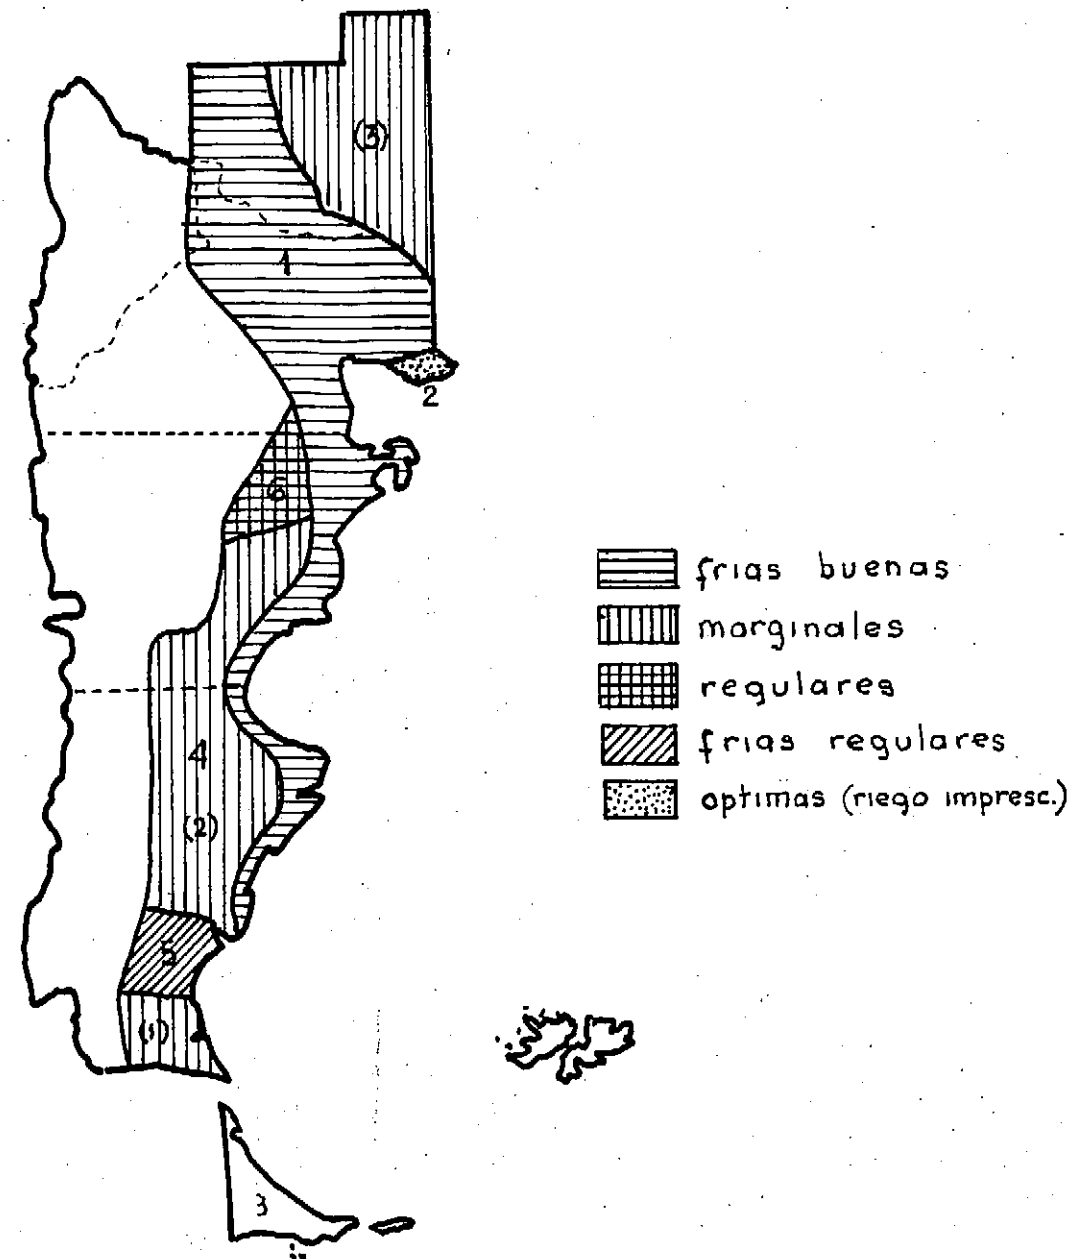 (3)
1
2
6
frias buenas
marginales
regulares
frias regulares
optimas (riego impresc.)
4
(2)
5
(1)
3